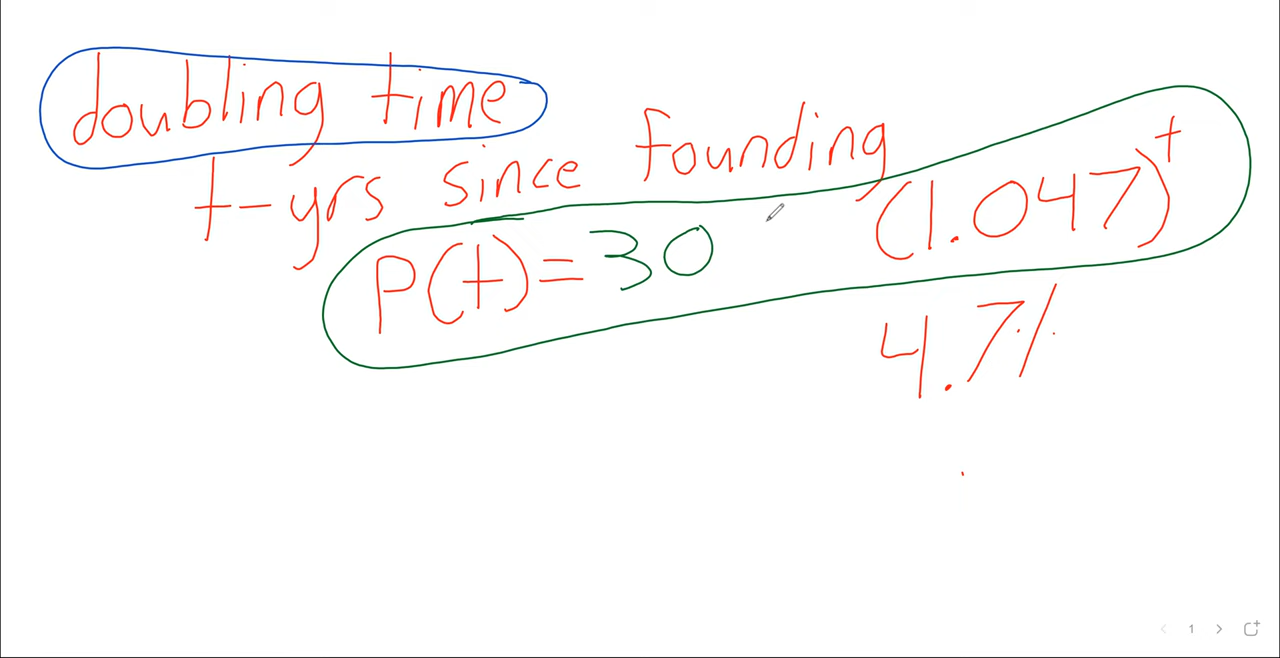 doubling time
t-yrs since founding
P(t)=30 (1.047)^t
4.7%
1